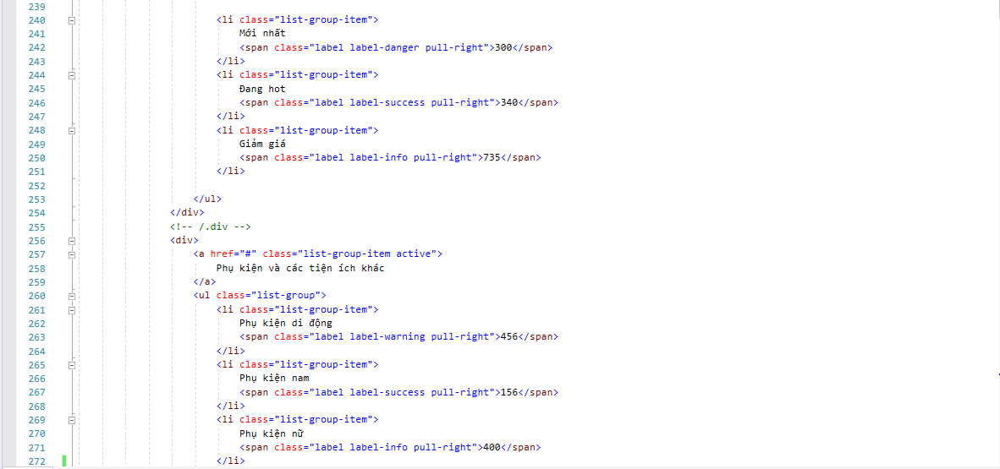 239
240 <li class="list-group-item">
241 Mới nhất
242 <span class="label label-danger pull-right">300</span>
243 </li>
244 <li class="list-group-item">
245 Đang hot
246 <span class="label label-success pull-right">340</span>
247 </li>
248 <li class="list-group-item">
249 Giảm giá
250 <span class="label label-info pull-right">735</span>
251 </li>
252
253 </ul>
254 </div>
255 <!-- /.div -->
256 <div>
257 <a href="#" class="list-group-item active">
258 Phụ kiện và các tiện ích khác
259 </a>
260 <ul class="list-group">
261 <li class="list-group-item">
262 Phụ kiện di động
263 <span class="label label-warning pull-right">456</span>
264 </li>
265 <li class="list-group-item">
266 Phụ kiện nam
267 <span class="label label-success pull-right">156</span>
268 </li>
269 <li class="list-group-item">
270 Phụ kiện nữ
271 <span class="label label-info pull-right">400</span>
272 </li>